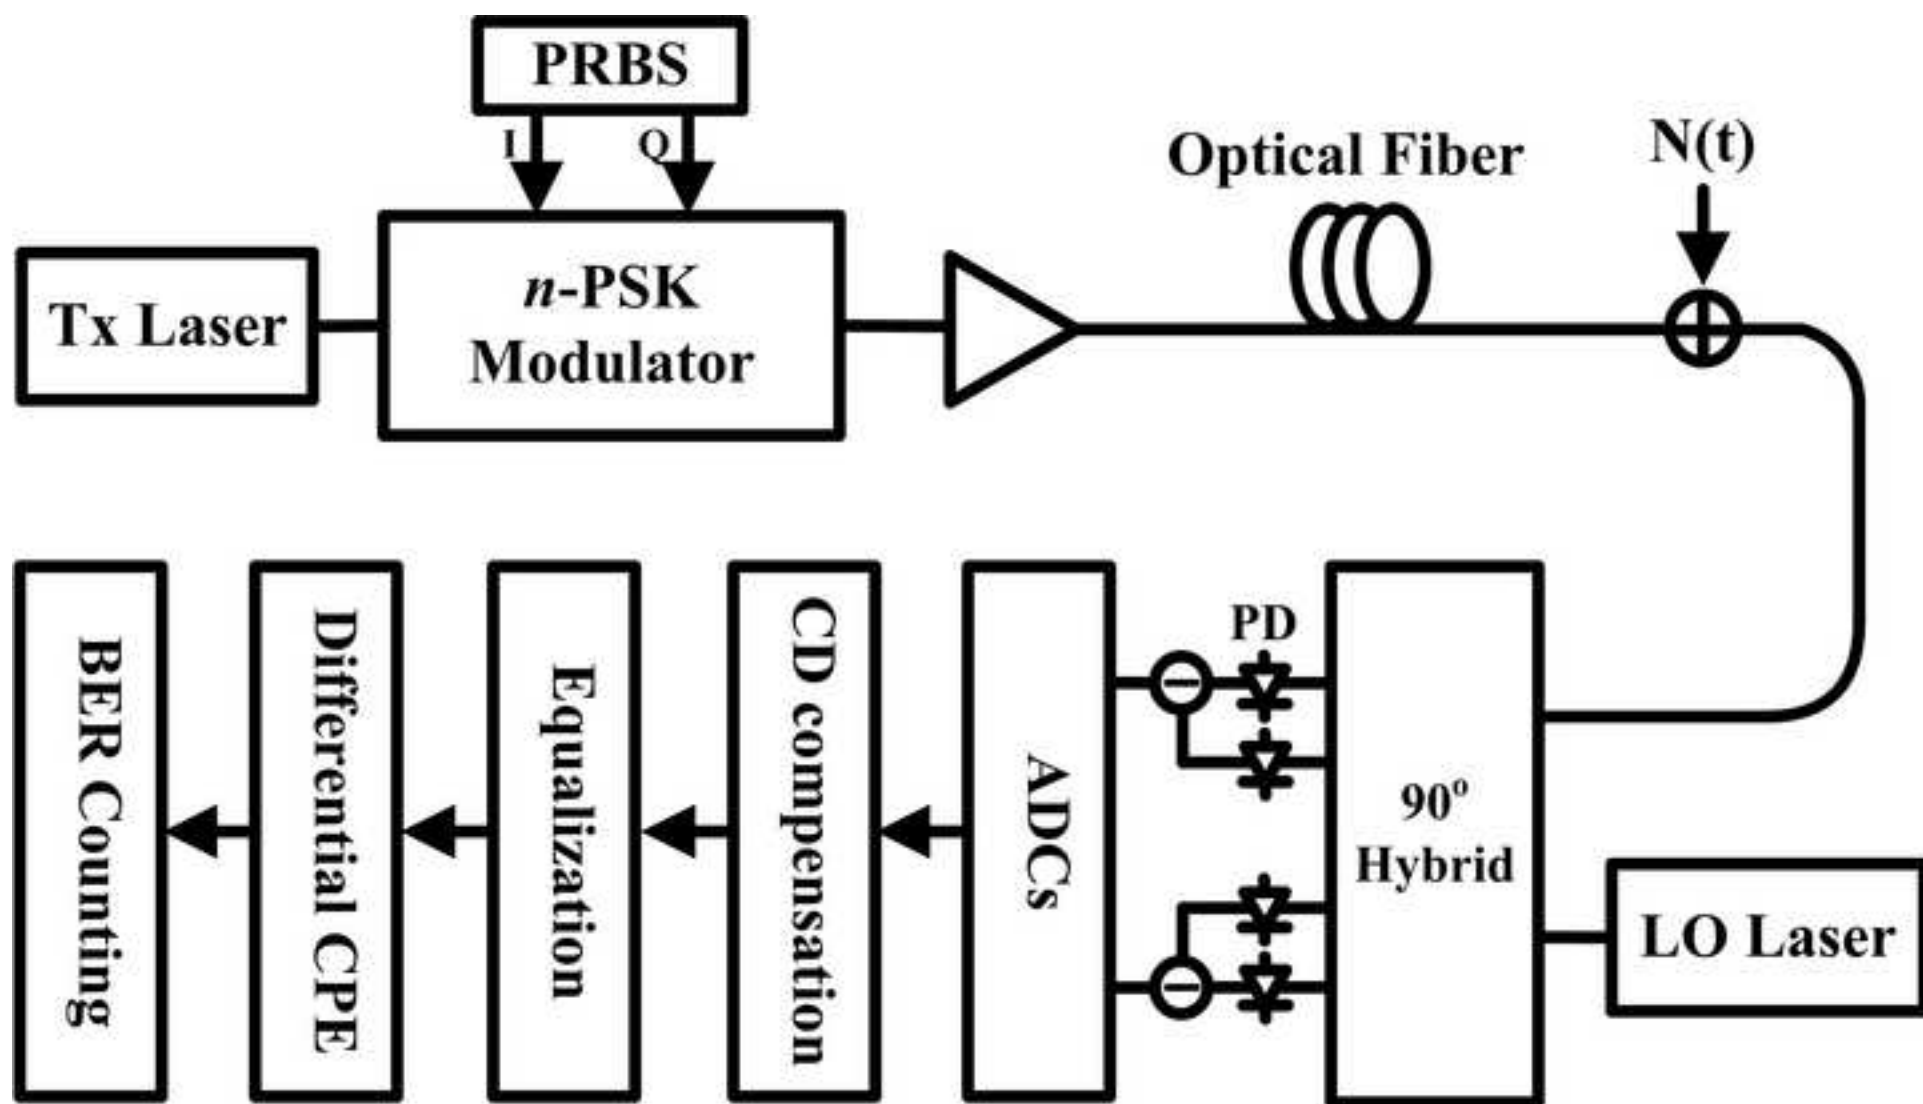 PRBS
I
Q
Optical Fiber
N(t)
Tx Laser
n-PSK
Modulator
BER Counting
Differential CPE
Equalization
CD compensation
ADCs
PD
90°
Hybrid
LO Laser